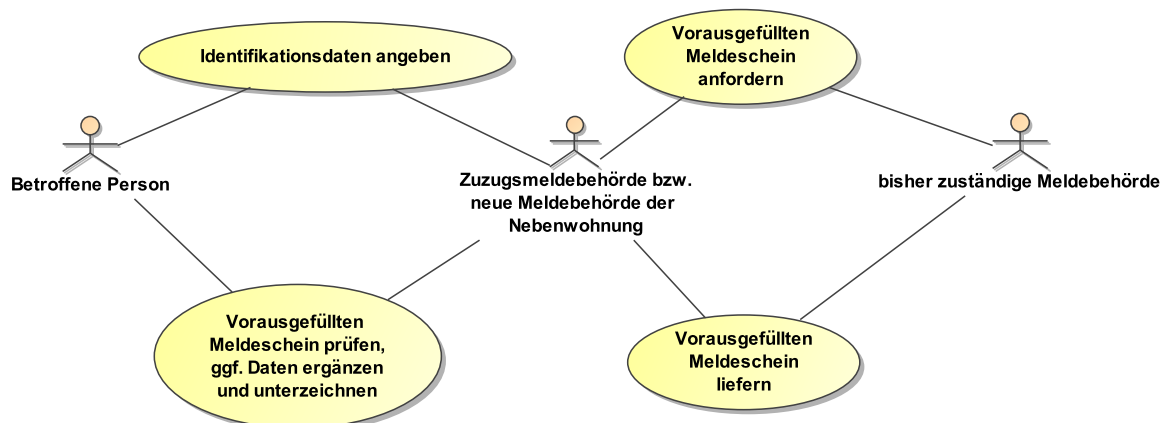 Identifikationsdaten angeben
Vorausgefüllten
Meldeschein
anfordern
Betroffene Person
Zuzugsmeldebehörde bzw.
neue Meldebehörde der
Nebenwohnung
bisher zuständige Meldebehörde
Vorausgefüllten
Meldeschein prüfen,
ggf. Daten ergänzen
und unterzeichnen
Vorausgefüllten
Meldeschein
liefern